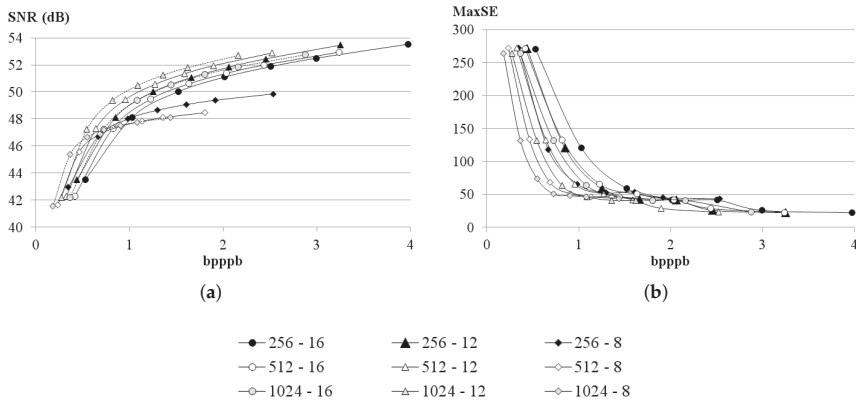 SNR (dB)
54
52
50
48
46
44
42
40
0
1
2
3
4
bpppb
(a)
MaxSE
300
250
200
150
100
50
0
0
1
2
3
4
bpppb
(b)
256 - 16
256 - 12
256 - 8
512 - 16
512 - 12
512 - 8
1024 - 16
1024 - 12
1024 - 8